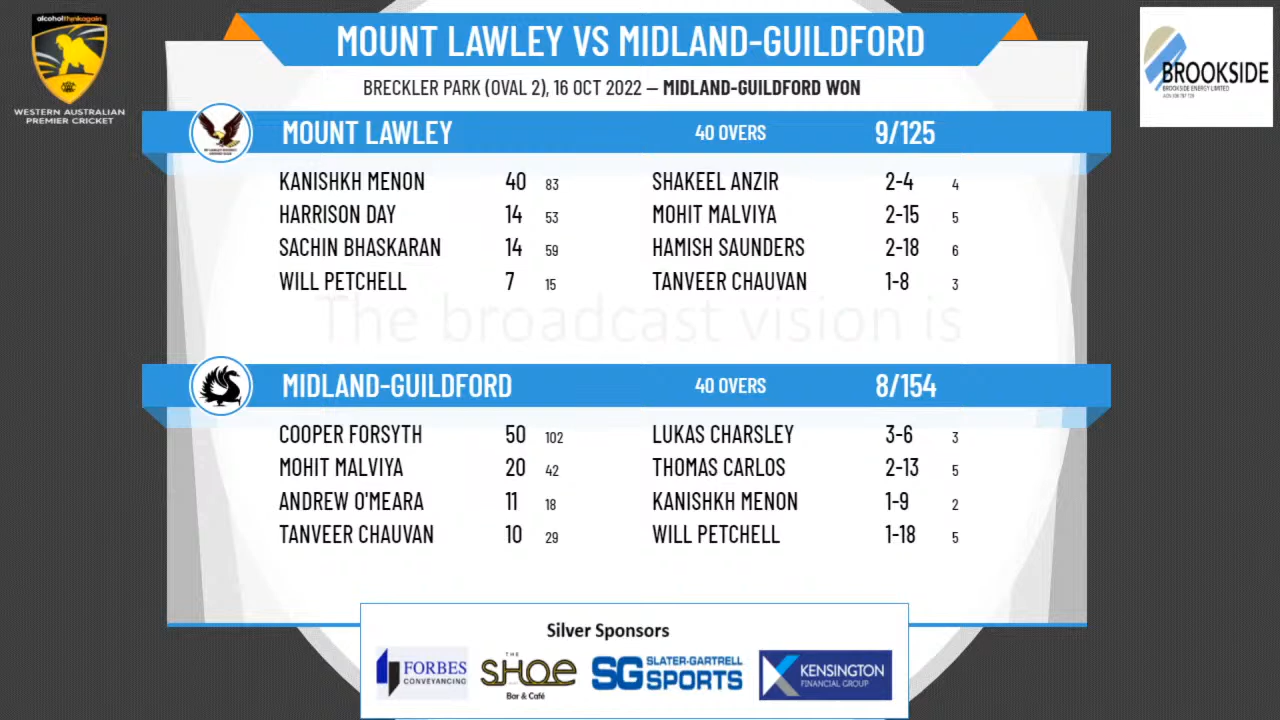 alcoholthinkagain
WESTERN AUSTRALIAN
PREMIER CRICKET
MOUNT LAWLEY VS MIDLAND-GUILDFORD
BROOKSIDE
BROOKSIDE ENERGY LIMITED
BRECKLER PARK (OVAL 2), 16 OCT 2022 – MIDLAND-GUILDFORD WON
MOUNT LAWLEY 40 OVERS 9/125
KANISHKH MENON 40 83 SHAKEEL ANZIR 2-4 4
HARRISON DAY 14 53 MOHIT MALVIYA 2-15 5
SACHIN BHASKARAN 14 59 HAMISH SAUNDERS 2-18 6
WILL PETCHELL 7 15 TANVEER CHAUVAN 1-8 3
The broadcast vision is
MIDLAND-GUILDFORD 40 OVERS 8/154
COOPER FORSYTH 50 102 LUKAS CHARSLEY 3-6 3
MOHIT MALVIYA 20 42 THOMAS CARLOS 2-13 5
ANDREW O'MEARA 11 18 KANISHKH MENON 1-9 2
TANVEER CHAUVAN 10 29 WILL PETCHELL 1-18 5
Silver Sponsors
FORBES
CONVEYANCING
THE
SHOE
Bar & Café
SG SLATER-GARTRELL
SPORTS
KENSINGTON
FINANCIAL GROUP